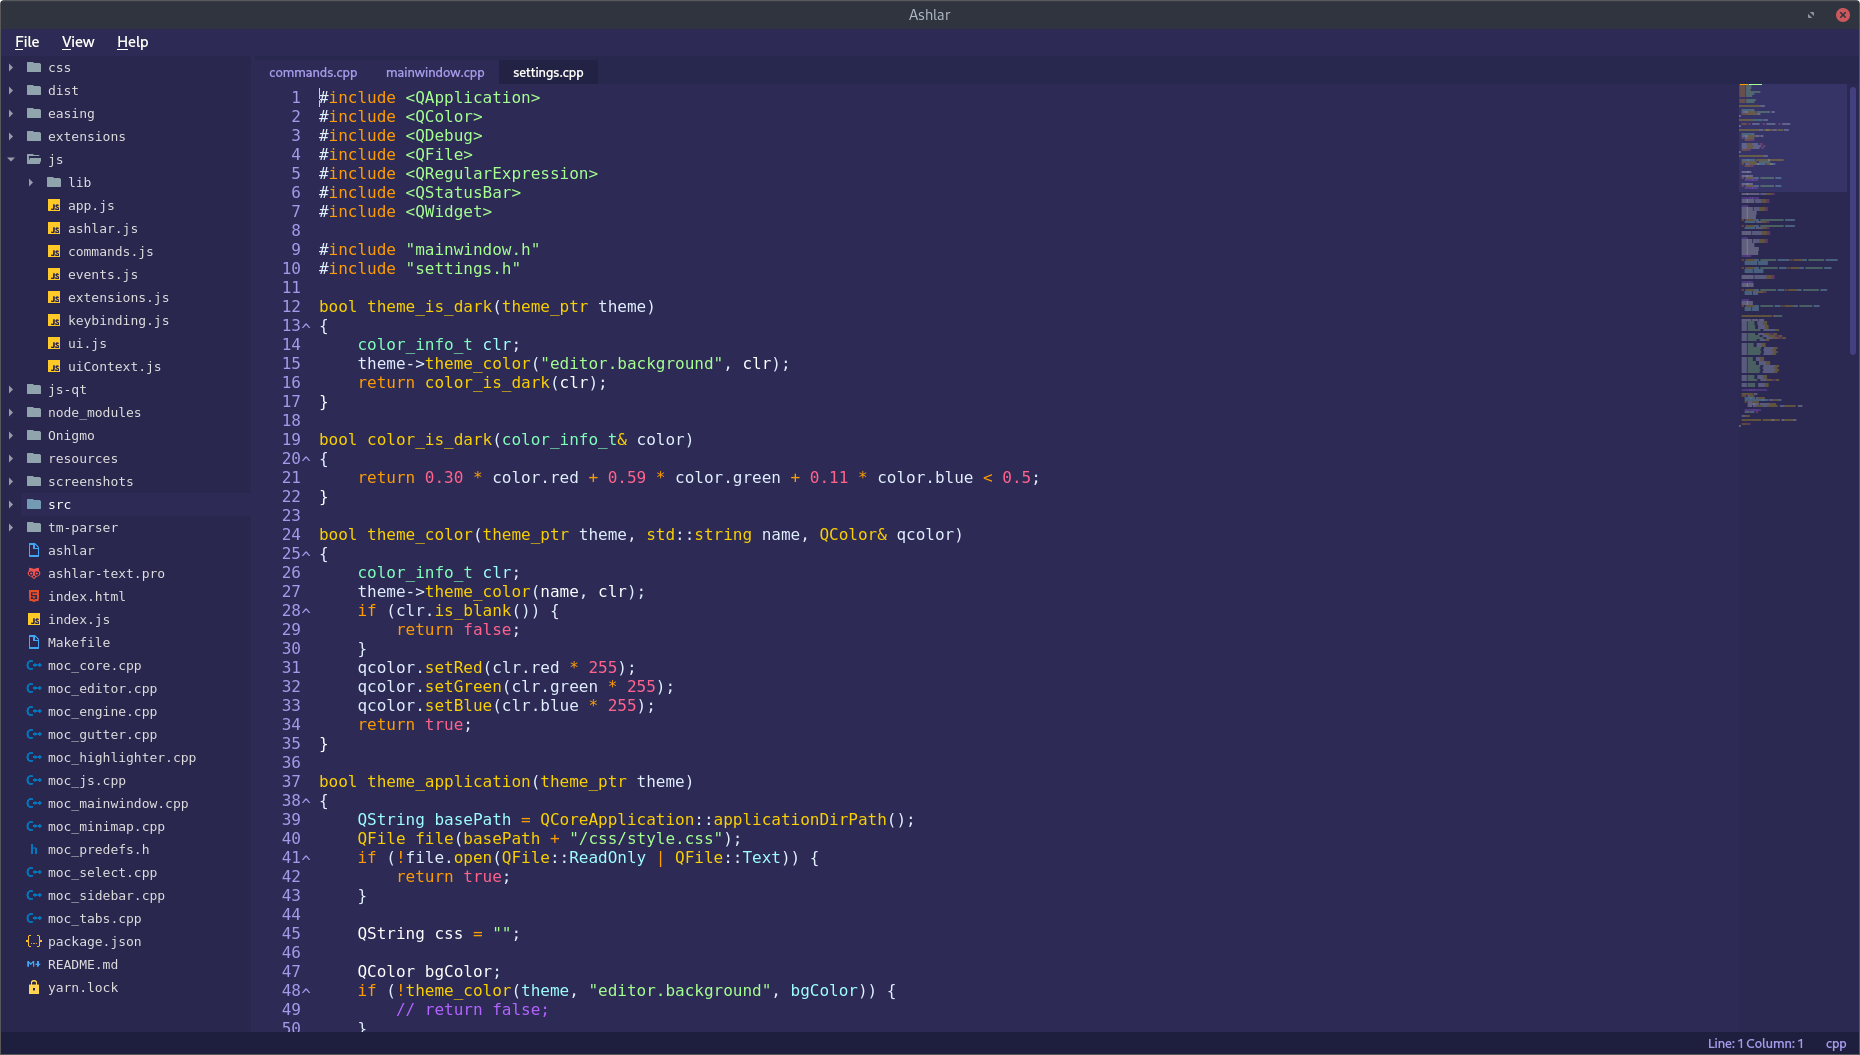 Ashlar
File View Help
css
dist
easing
extensions
js
lib
app.js
ashlar.js
commands.js
events.js
extensions.js
keybinding.js
ui.js
uiContext.js
js-qt
node_modules
Onigmo
resources
screenshots
src
tm-parser
ashlar
ashlar-text.pro
index.html
index.js
Makefile
moc_core.cpp
moc_editor.cpp
moc_engine.cpp
moc_gutter.cpp
moc_highlighter.cpp
moc_js.cpp
moc_mainwindow.cpp
moc_minimap.cpp
moc_predefs.h
moc_select.cpp
moc_sidebar.cpp
moc_tabs.cpp
package.json
README.md
yarn.lock
commands.cpp mainwindow.cpp settings.cpp
1 #include <QApplication>
2 #include <QColor>
3 #include <QDebug>
4 #include <QFile>
5 #include <QRegularExpression>
6 #include <QStatusBar>
7 #include <QWidget>
8
9 #include "mainwindow.h"
10 #include "settings.h"
11
12 bool theme_is_dark(theme_ptr theme)
13 {
14     color_info_t clr;
15     theme->theme_color("editor.background", clr);
16     return color_is_dark(clr);
17 }
18
19 bool color_is_dark(color_info_t& color)
20 {
21     return 0.30 * color.red + 0.59 * color.green + 0.11 * color.blue < 0.5;
22 }
23
24 bool theme_color(theme_ptr theme, std::string name, QColor& qcolor)
25 {
26     color_info_t clr;
27     theme->theme_color(name, clr);
28     if (clr.is_blank()) {
29         return false;
30     }
31     qcolor.setRed(clr.red * 255);
32     qcolor.setGreen(clr.green * 255);
33     qcolor.setBlue(clr.blue * 255);
34     return true;
35 }
36
37 bool theme_application(theme_ptr theme)
38 {
39     QString basePath = QCoreApplication::applicationDirPath();
40     QFile file(basePath + "/css/style.css");
41     if (!file.open(QFile::ReadOnly | QFile::Text)) {
42         return true;
43     }
44
45     QString css = "";
46
47     QColor bgColor;
48     if (!theme_color(theme, "editor.background", bgColor)) {
49         // return false;
50     }
Line: 1 Column: 1 cpp